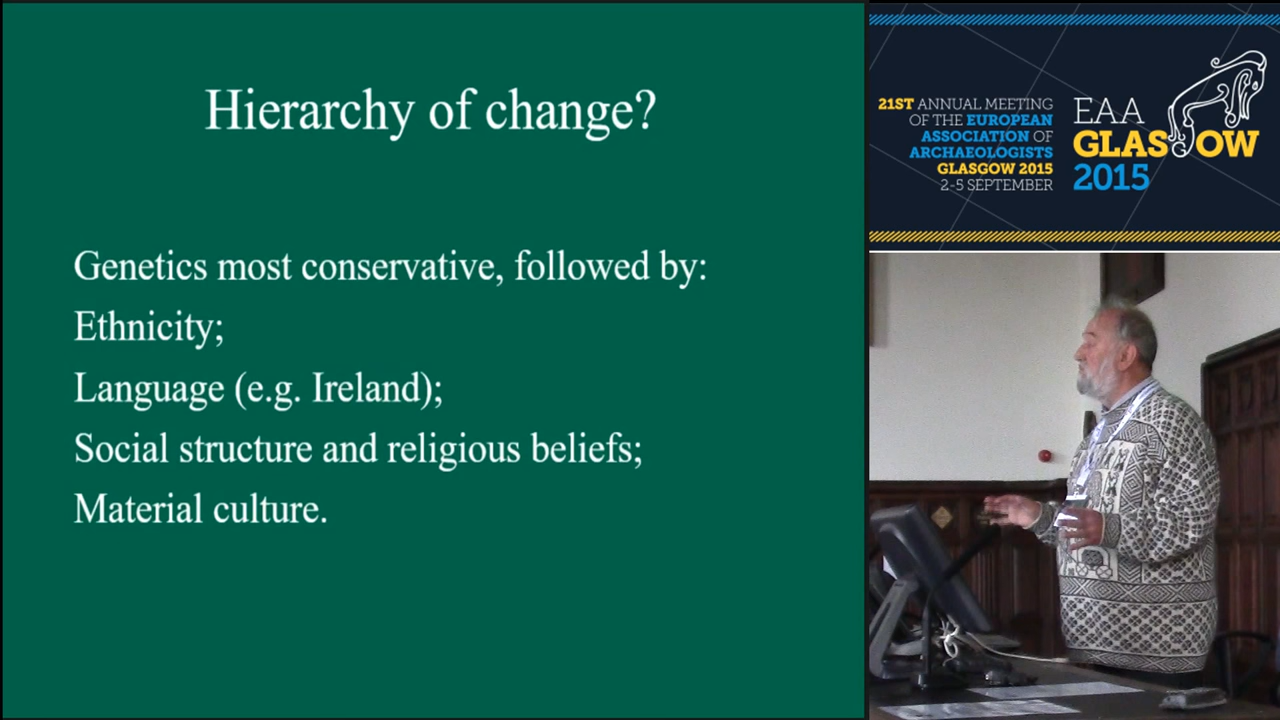 Hierarchy of change?
Genetics most conservative, followed by:
Ethnicity;
Language (e.g. Ireland);
Social structure and religious beliefs;
Material culture.
21ST ANNUAL MEETING
OF THE EUROPEAN
ASSOCIATION OF
ARCHAEOLOGISTS
GLASGOW 2015
2-5 SEPTEMBER
EAA
GLASGOW
2015